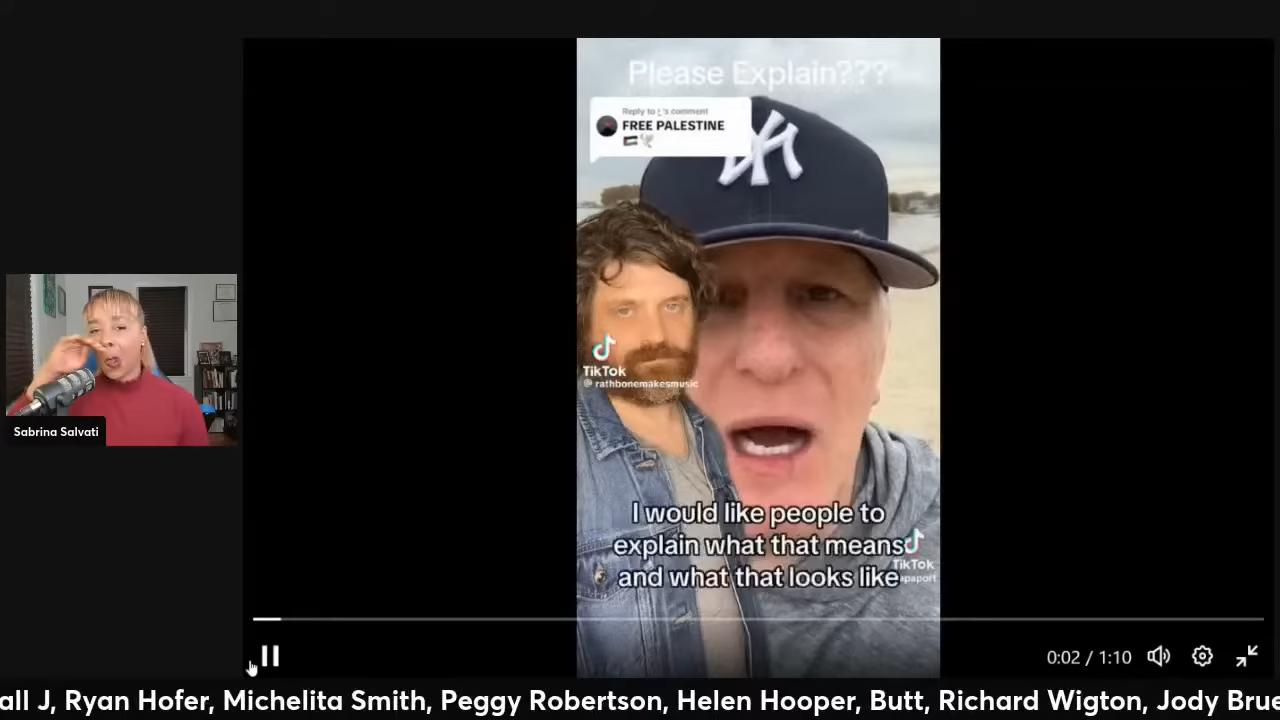 Please Explain???
Reply to ؛'s comment
FREE PALESTINE
NY
TikTok
@rathbonemakesmusic
I would like people to
explain what that means
and what that looks like
TikTok
apaport
Sabrina Salvati
0:02 / 1:10
all J, Ryan Hofer, Michelita Smith, Peggy Robertson, Helen Hooper, Butt, Richard Wigton, Jody Brue